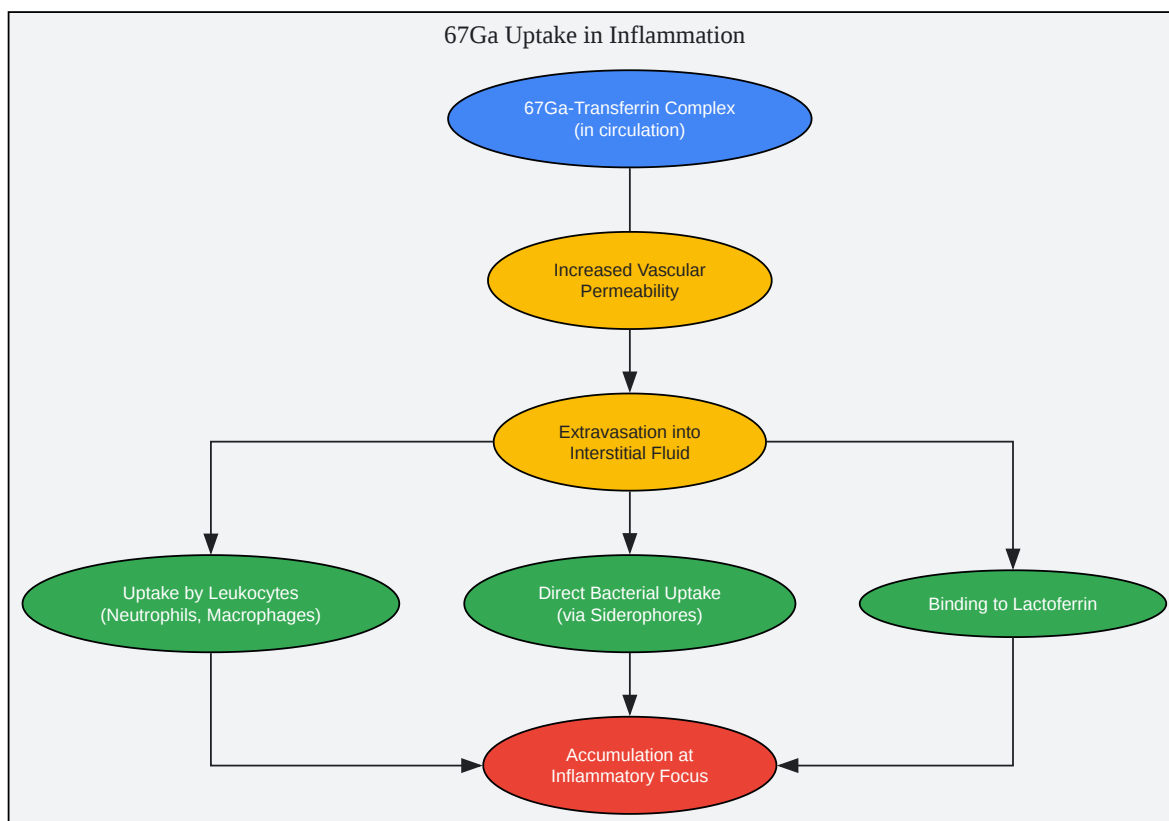 67Ga Uptake in Inflammation
67Ga-Transferrin Complex
(in circulation)
Increased Vascular
Permeability
Extravasation into
Interstitial Fluid
Uptake by Leukocytes
(Neutrophils, Macrophages)
Direct Bacterial Uptake
(via Siderophores)
Binding to Lactoferrin
Accumulation at
Inflammatory Focus